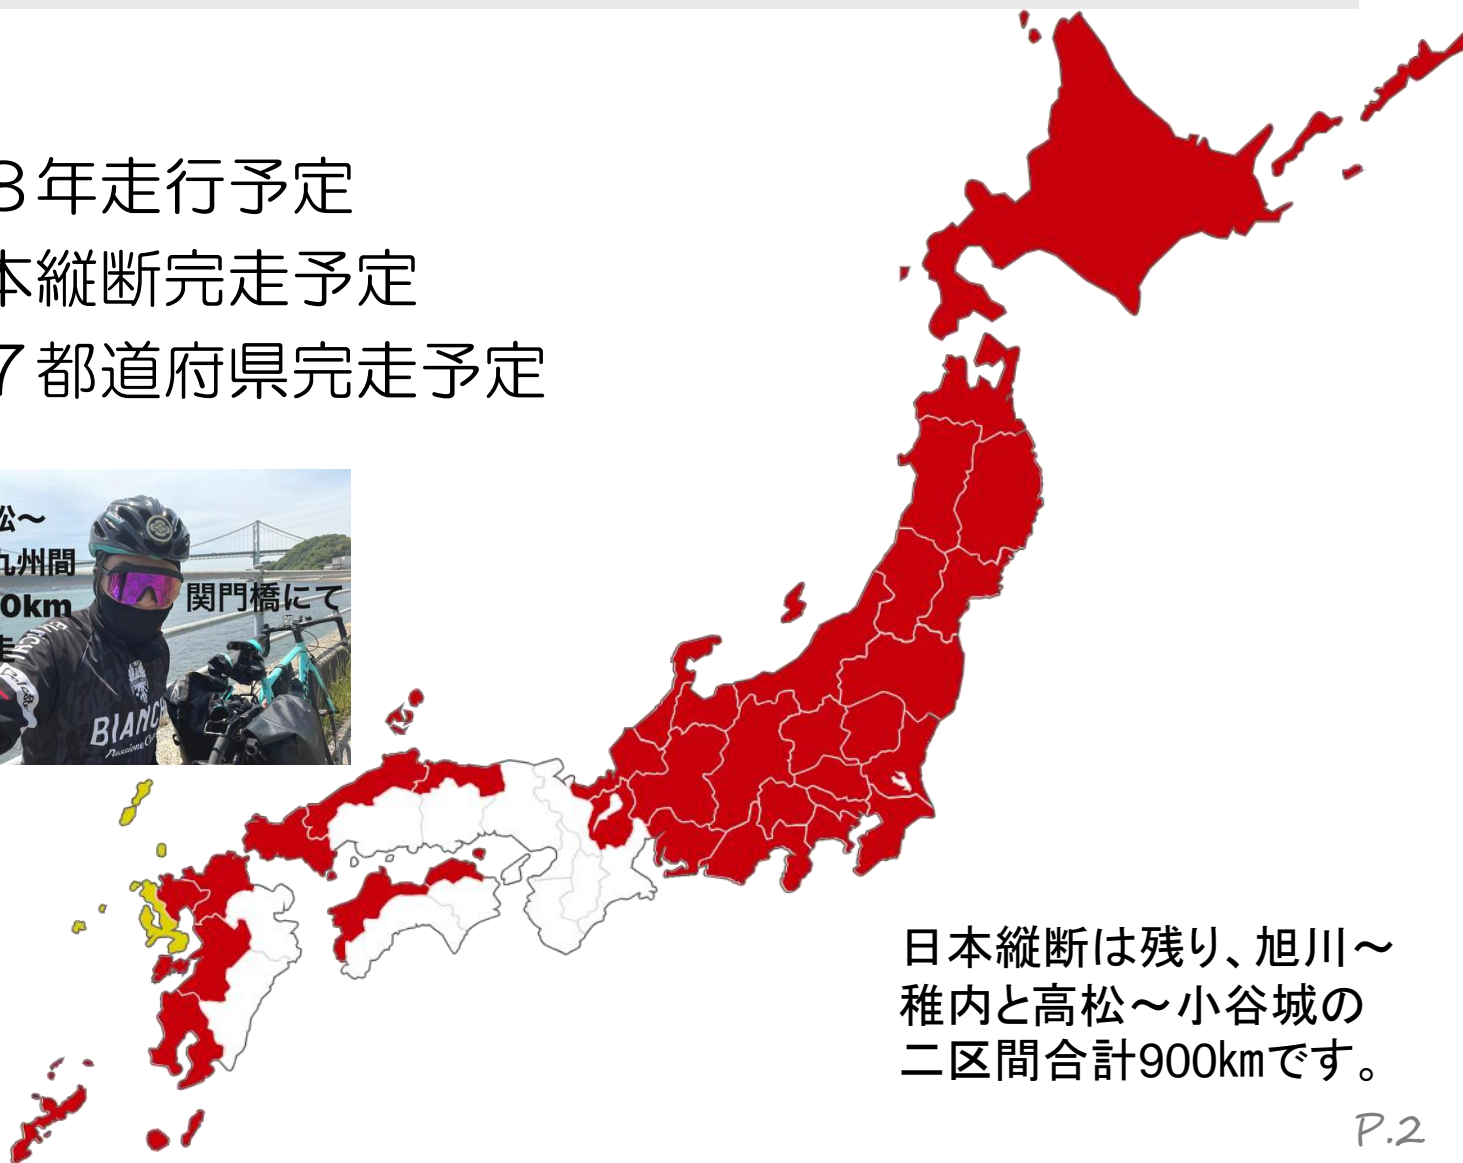 ３年走行予定
本縦断完走予定
７都道府県完走予定
松～
九州間
0km
走
関門橋にて
BIANCH
日本縦断は残り、旭川～
稚内と高松～小谷城の
二区間合計900㎞です。
P.2